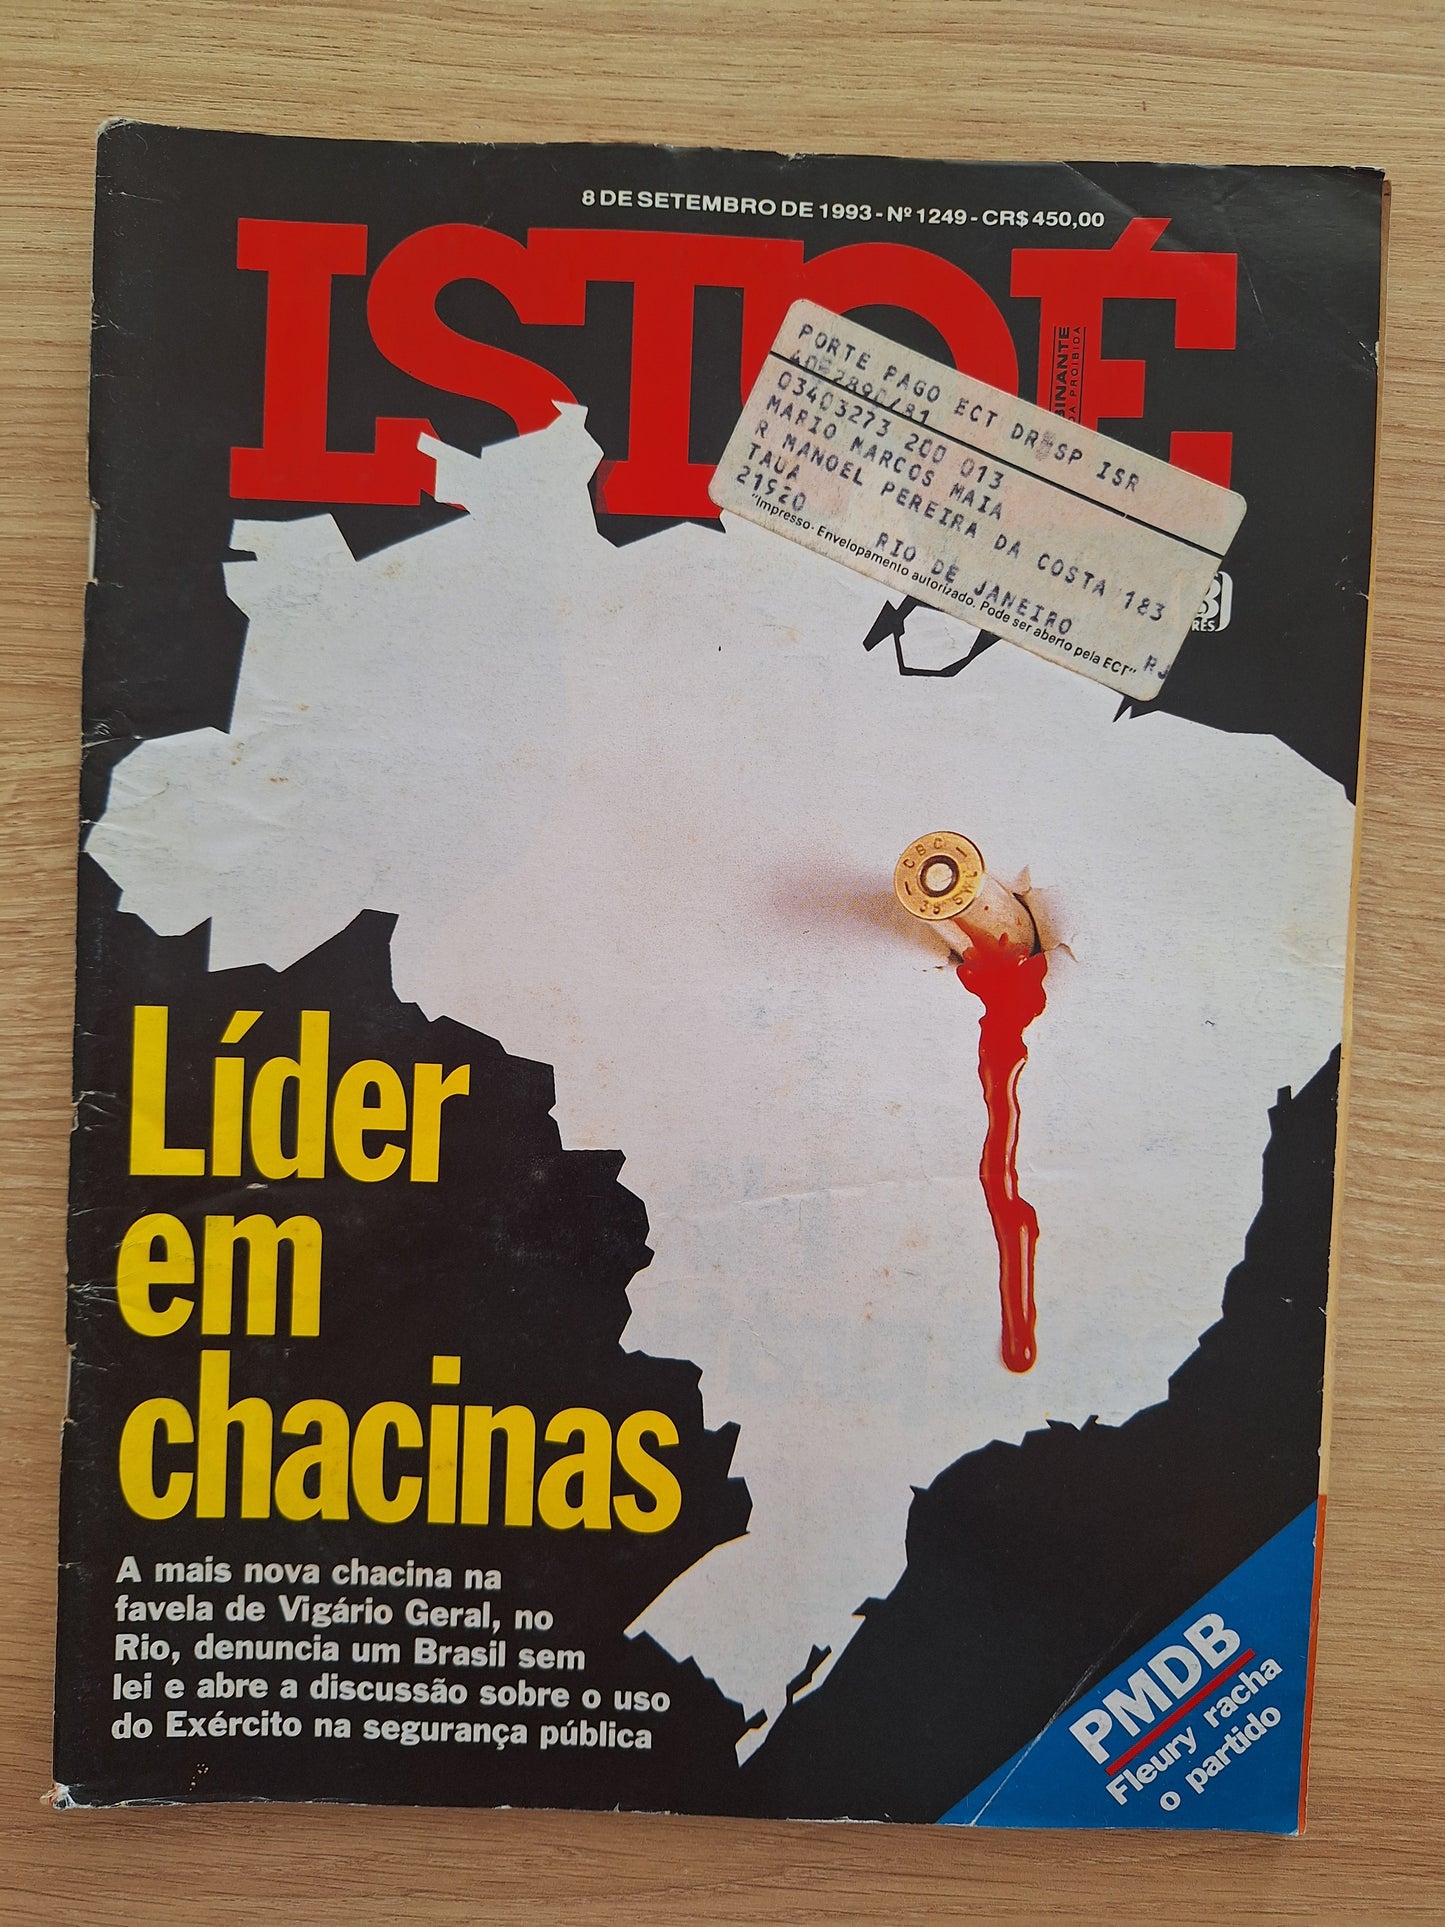 8 DE SETEMBRO DE 1993 - Nº 1249 - CR$ 450,00
ISTOÉ
PORTE PAGO ECT DR SP ISR
03403273 200 013
MARIO MARCOS MAIA
R MANOEL PEREIRA DA COSTA 183
TAUA
21920 RIO DE JANEIRO RJ
"Impresso - Envelopamento autorizado. Pode ser aberto pela ECT"
CBC
38 SWL
Líder
em
chacinas
A mais nova chacina na
favela de Vigário Geral, no
Rio, denuncia um Brasil sem
lei e abre a discussão sobre o uso
do Exército na segurança pública
PMDB
Fleury racha
o partido